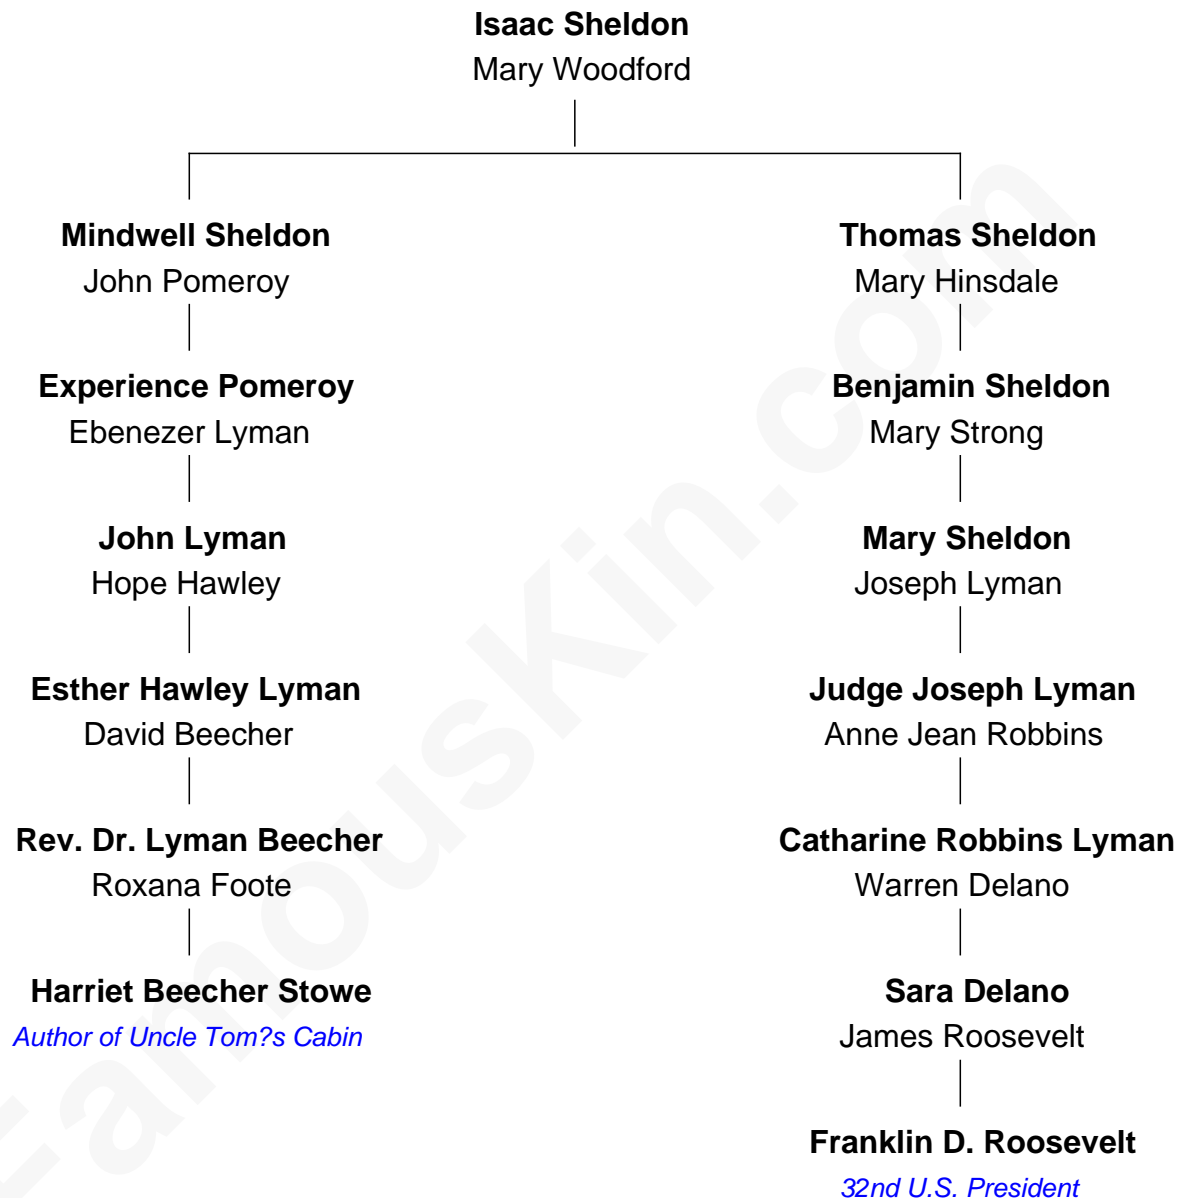 Isaac Sheldon
Mary Woodford
Mindwell Sheldon
John Pomeroy
Experience Pomeroy
Ebenezer Lyman
John Lyman
Hope Hawley
Esther Hawley Lyman
David Beecher
Rev. Dr. Lyman Beecher
Roxana Foote
Harriet Beecher Stowe
Author of Uncle Tom?s Cabin
Thomas Sheldon
Mary Hinsdale
Benjamin Sheldon
Mary Strong
Mary Sheldon
Joseph Lyman
Judge Joseph Lyman
Anne Jean Robbins
Catharine Robbins Lyman
Warren Delano
Sara Delano
James Roosevelt
Franklin D. Roosevelt
32nd U.S. President
FamousKin.com